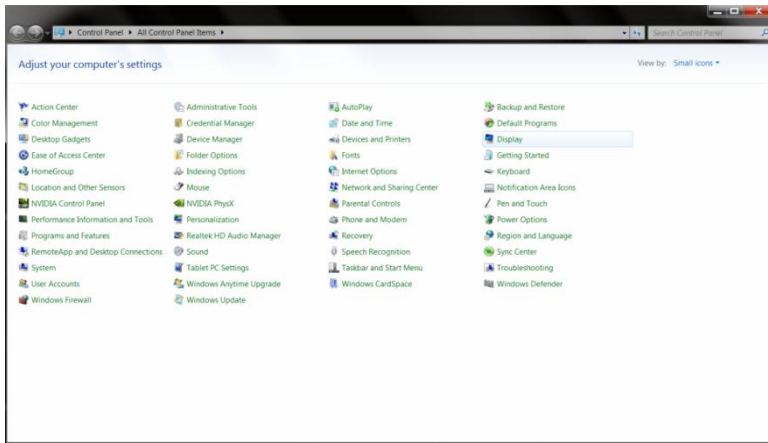 Control Panel All Control Panel Items
Search Control Panel
Adjust your computer's settings
View by: Small icons
Action Center
Administrative Tools
AutoPlay
Backup and Restore
Color Management
Credential Manager
Date and Time
Default Programs
Desktop Gadgets
Device Manager
Devices and Printers
Display
Ease of Access Center
Folder Options
Fonts
Getting Started
HomeGroup
Indexing Options
Internet Options
Keyboard
Location and Other Sensors
Mouse
Network and Sharing Center
Notification Area Icons
NVIDIA Control Panel
NVIDIA PhysX
Parental Controls
Pen and Touch
Performance Information and Tools
Personalization
Phone and Modem
Power Options
Programs and Features
Realtek HD Audio Manager
Recovery
Region and Language
RemoteApp and Desktop Connections
Sound
Speech Recognition
Sync Center
System
Tablet PC Settings
Taskbar and Start Menu
Troubleshooting
User Accounts
Windows Anytime Upgrade
Windows CardSpace
Windows Defender
Windows Firewall
Windows Update